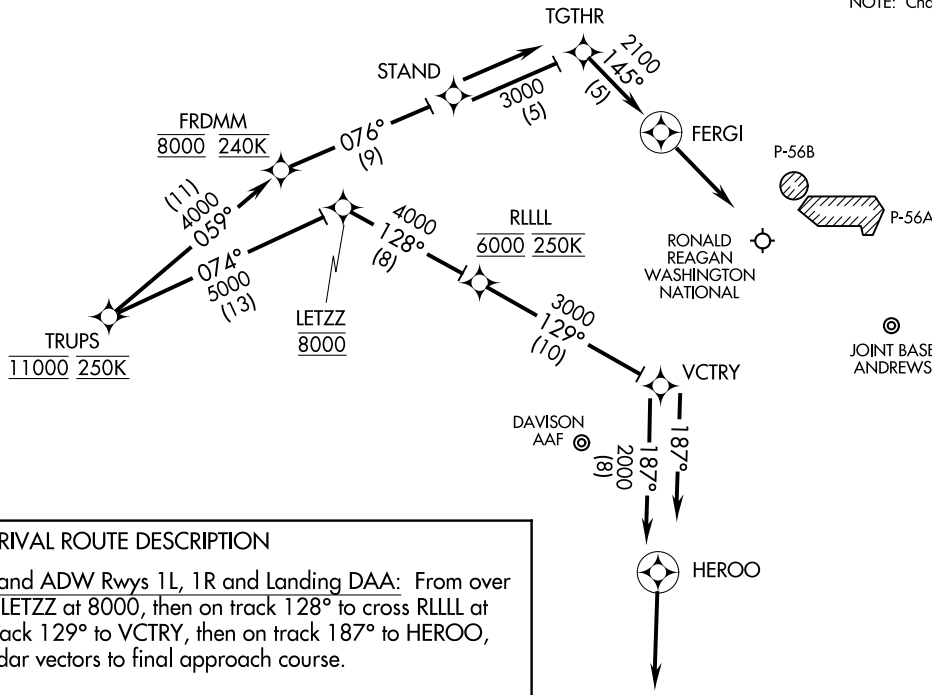 NOTE: Cha
TGTHR
2100
145°
(5)
STAND
3000
(5)
FRDMM
8000 240K
076°
(9)
FERGI
P-56B
P-56A
(11)
4000
059°
4000
128°
(8)
RLLLL
6000 250K
RONALD
REAGAN
WASHINGTON
NATIONAL
074°
5000
(13)
LETZZ
8000
3000
129°
(10)
TRUPS
11000 250K
JOINT BASE
ANDREWS
VCTRY
DAVISON
AAF
187°
2000
(8)
187°
HEROO
RIVAL ROUTE DESCRIPTION
and ADW Rwys 1L, 1R and Landing DAA: From over
LETZZ at 8000, then on track 128° to cross RLLLL at
ack 129° to VCTRY, then on track 187° to HEROO,
dar vectors to final approach course.